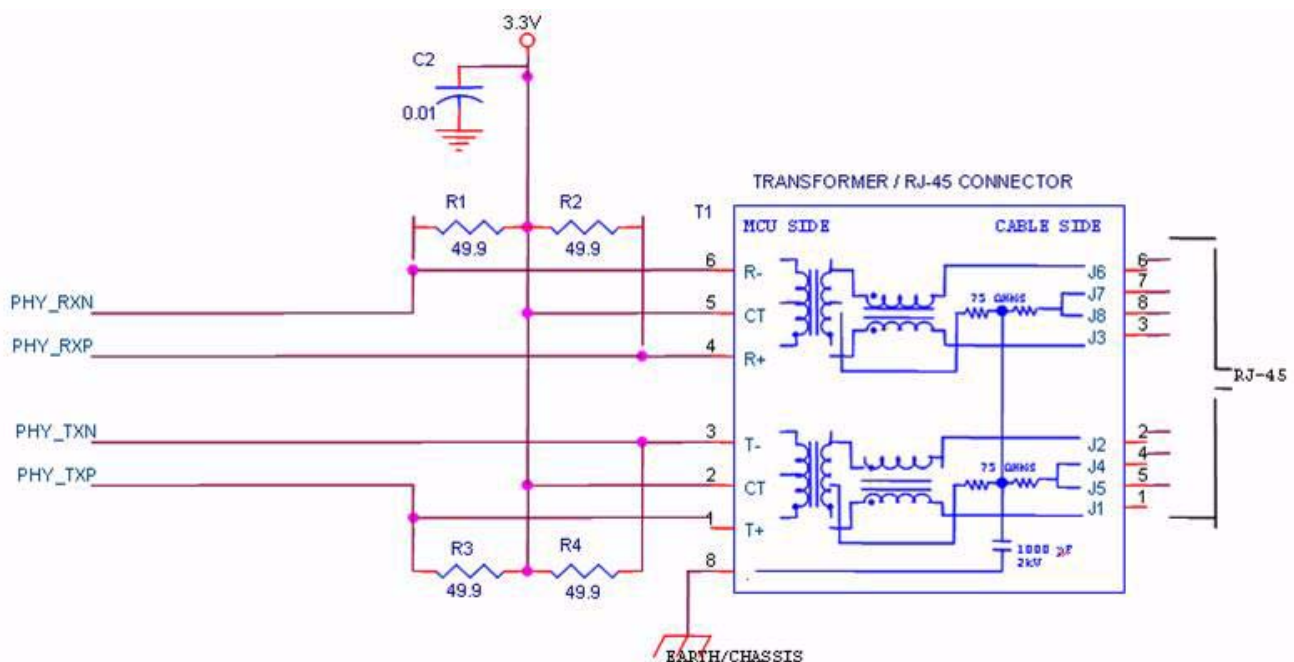 3.3V
C2
0.01
TRANSFORMER / RJ-45 CONNECTOR
R1
R2
T1
49.9
49.9
MCU SIDE
CABLE SIDE
6
R-
J6
6
7
PHY_RXN
5
CT
75 OHMS
J7
J8
8
PHY_RXP
4
R+
J3
3
RJ-45
PHY_TXN
3
T-
J2
2
4
PHY_TXP
2
CT
75 OHMS
J4
J5
5
1
T+
J1
1
R3
R4
49.9
49.9
8
1000 pF
2kV
EARTH/CHASSIS